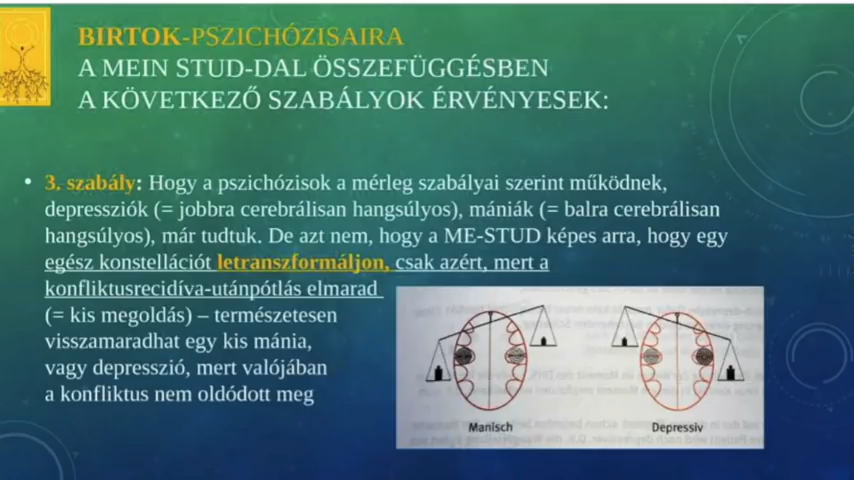 BIRTOK-PSZICHÓZISAIRA
A MEIN STUD-DAL ÖSSZEFÜGGÉSBEN
A KÖVETKEZŐ SZABÁLYOK ÉRVÉNYESEK:
• 3. szabály: Hogy a pszichózisok a mérleg szabályai szerint működnek,
depressziók (= jobbra cerebrálisan hangsúlyos), mániák (= balra cerebrálisan
hangsúlyos), már tudtuk. De azt nem, hogy a ME-STUD képes arra, hogy egy
egész konstellációt letranszformáljon, csak azért, mert a
konfliktusrecidíva-utánpótlás elmarad
(= kis megoldás) – természetesen
visszamaradhat egy kis mánia,
vagy depresszió, mert valójában
a konfliktus nem oldódott meg
Manisch
Depressiv